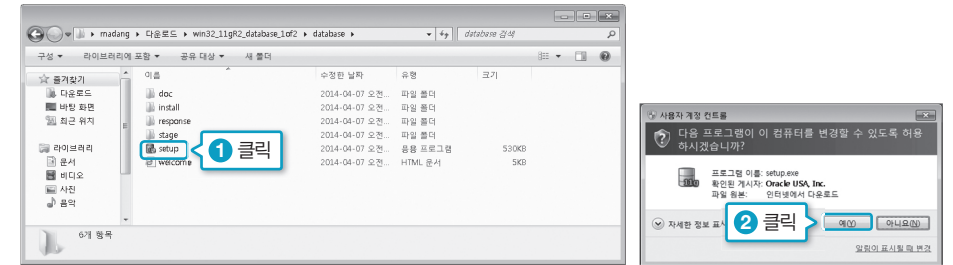 madang ▸ 다운로드 ▸ win32_11gR2_database_1of2 ▸ database ▸
database 검색
구성 ▼ 라이브러리에 포함 ▼ 공유 대상 ▼ 새 폴더
이름 수정한 날짜 유형 크기
즐겨찾기
다운로드
바탕 화면
최근 위치
라이브러리
문서
비디오
사진
음악
doc 2014-04-07 오전... 파일 폴더
install 2014-04-07 오전... 파일 폴더
response 2014-04-07 오전... 파일 폴더
stage 2014-04-07 오전... 파일 폴더
setup 2014-04-07 오전... 응용 프로그램 530KB
welcome 2014-04-07 오전... HTML 문서 5KB
1 클릭
6개 항목
사용자 계정 컨트롤
다음 프로그램이 이 컴퓨터를 변경할 수 있도록 허용
하시겠습니까?
11g
프로그램 이름: setup.exe
확인된 게시자: Oracle USA, Inc.
파일 원본: 인터넷에서 다운로드
자세한 정보 표시
2 클릭
예(Y)
아니요(N)
알림이 표시될 때 변경